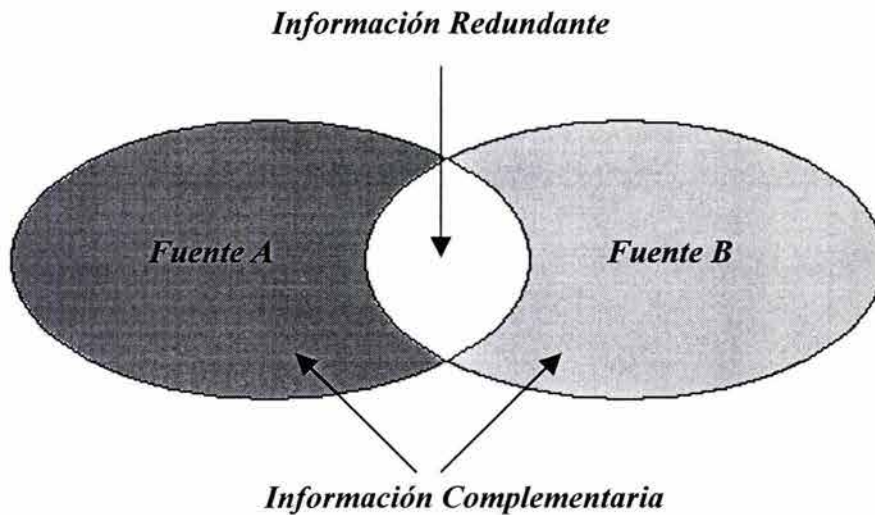 Información Redundante
Fuente A
Fuente B
Información Complementaria